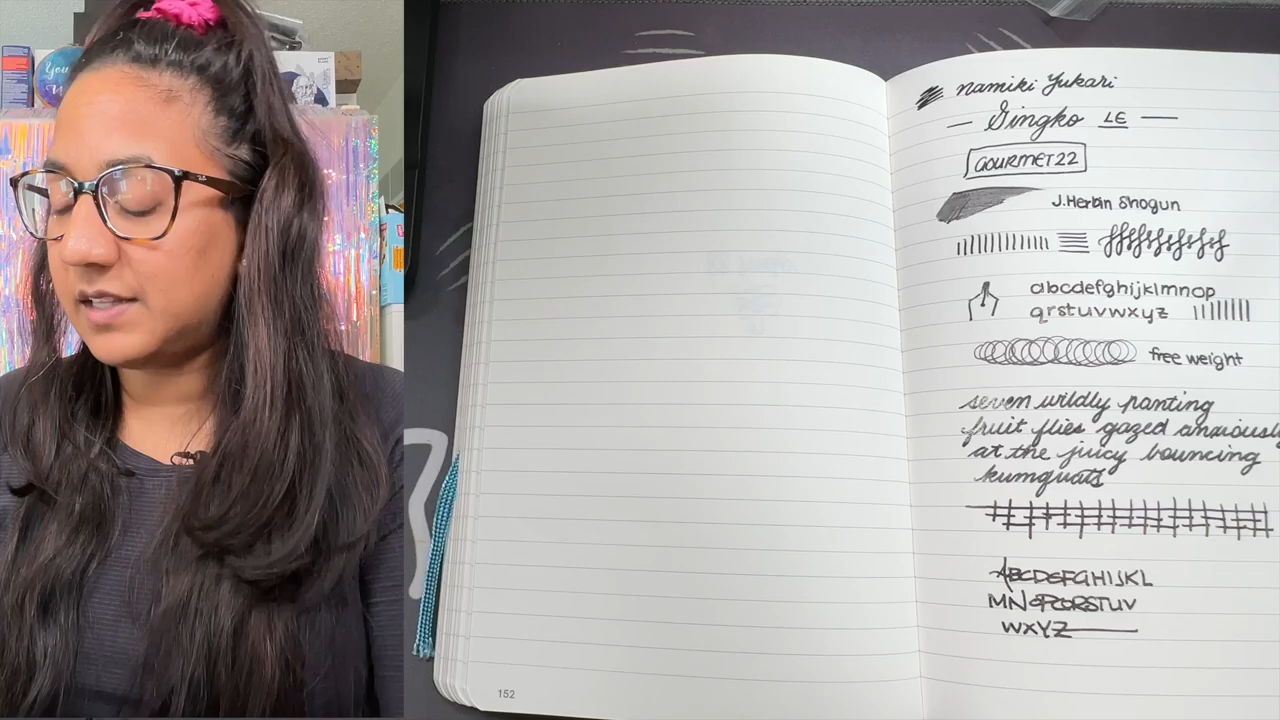 You
namiki Yukari
— Gingko LE —
GOURMET22
J. Herbin Shogun
abcdefghijklmnop
qrstuvwxyz
free weight
seven wildly panting
fruit flies gazed anxiously
at the juicy bouncing
kumquats
ABCDEFGHIJKL
MNOPQRSTUV
WXYZ
152